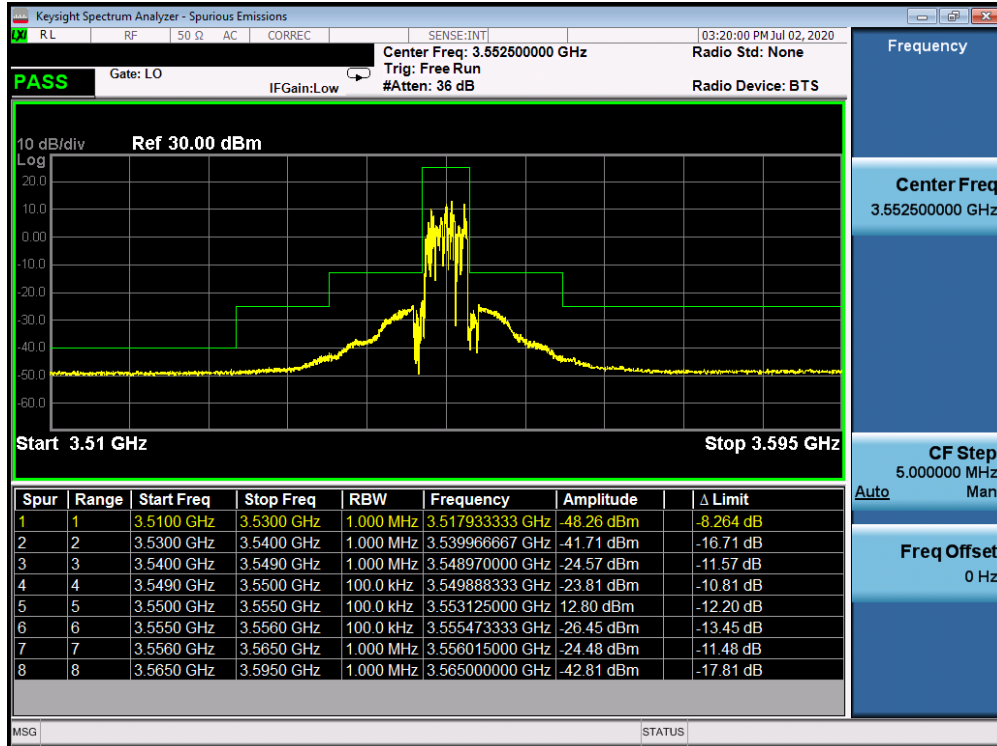 Keysight Spectrum Analyzer - Spurious Emissions
LXI RL RF 50 Ω AC CORREC SENSE:INT 03:20:00 PM Jul 02, 2020
Center Freq: 3.552500000 GHz Radio Std: None
Gate: LO Trig: Free Run
PASS IFGain:Low #Atten: 36 dB Radio Device: BTS
10 dB/div Ref 30.00 dBm
Log
20.0
10.0
0.00
-10.0
-20.0
-30.0
-40.0
-50.0
-60.0
Start 3.51 GHz Stop 3.595 GHz
Spur Range Start Freq Stop Freq RBW Frequency Amplitude Δ Limit
1 1 3.5100 GHz 3.5300 GHz 1.000 MHz 3.517933333 GHz -48.26 dBm -8.264 dB
2 2 3.5300 GHz 3.5400 GHz 1.000 MHz 3.539966667 GHz -41.71 dBm -16.71 dB
3 3 3.5400 GHz 3.5490 GHz 1.000 MHz 3.548970000 GHz -24.57 dBm -11.57 dB
4 4 3.5490 GHz 3.5500 GHz 100.0 kHz 3.549888333 GHz -23.81 dBm -10.81 dB
5 5 3.5500 GHz 3.5550 GHz 100.0 kHz 3.553125000 GHz 12.80 dBm -12.20 dB
6 6 3.5550 GHz 3.5560 GHz 100.0 kHz 3.555473333 GHz -26.45 dBm -13.45 dB
7 7 3.5560 GHz 3.5650 GHz 1.000 MHz 3.556015000 GHz -24.48 dBm -11.48 dB
8 8 3.5650 GHz 3.5950 GHz 1.000 MHz 3.565000000 GHz -42.81 dBm -17.81 dB
MSG STATUS
Frequency
Center Freq
3.552500000 GHz
CF Step
5.000000 MHz
Auto Man
Freq Offset
0 Hz